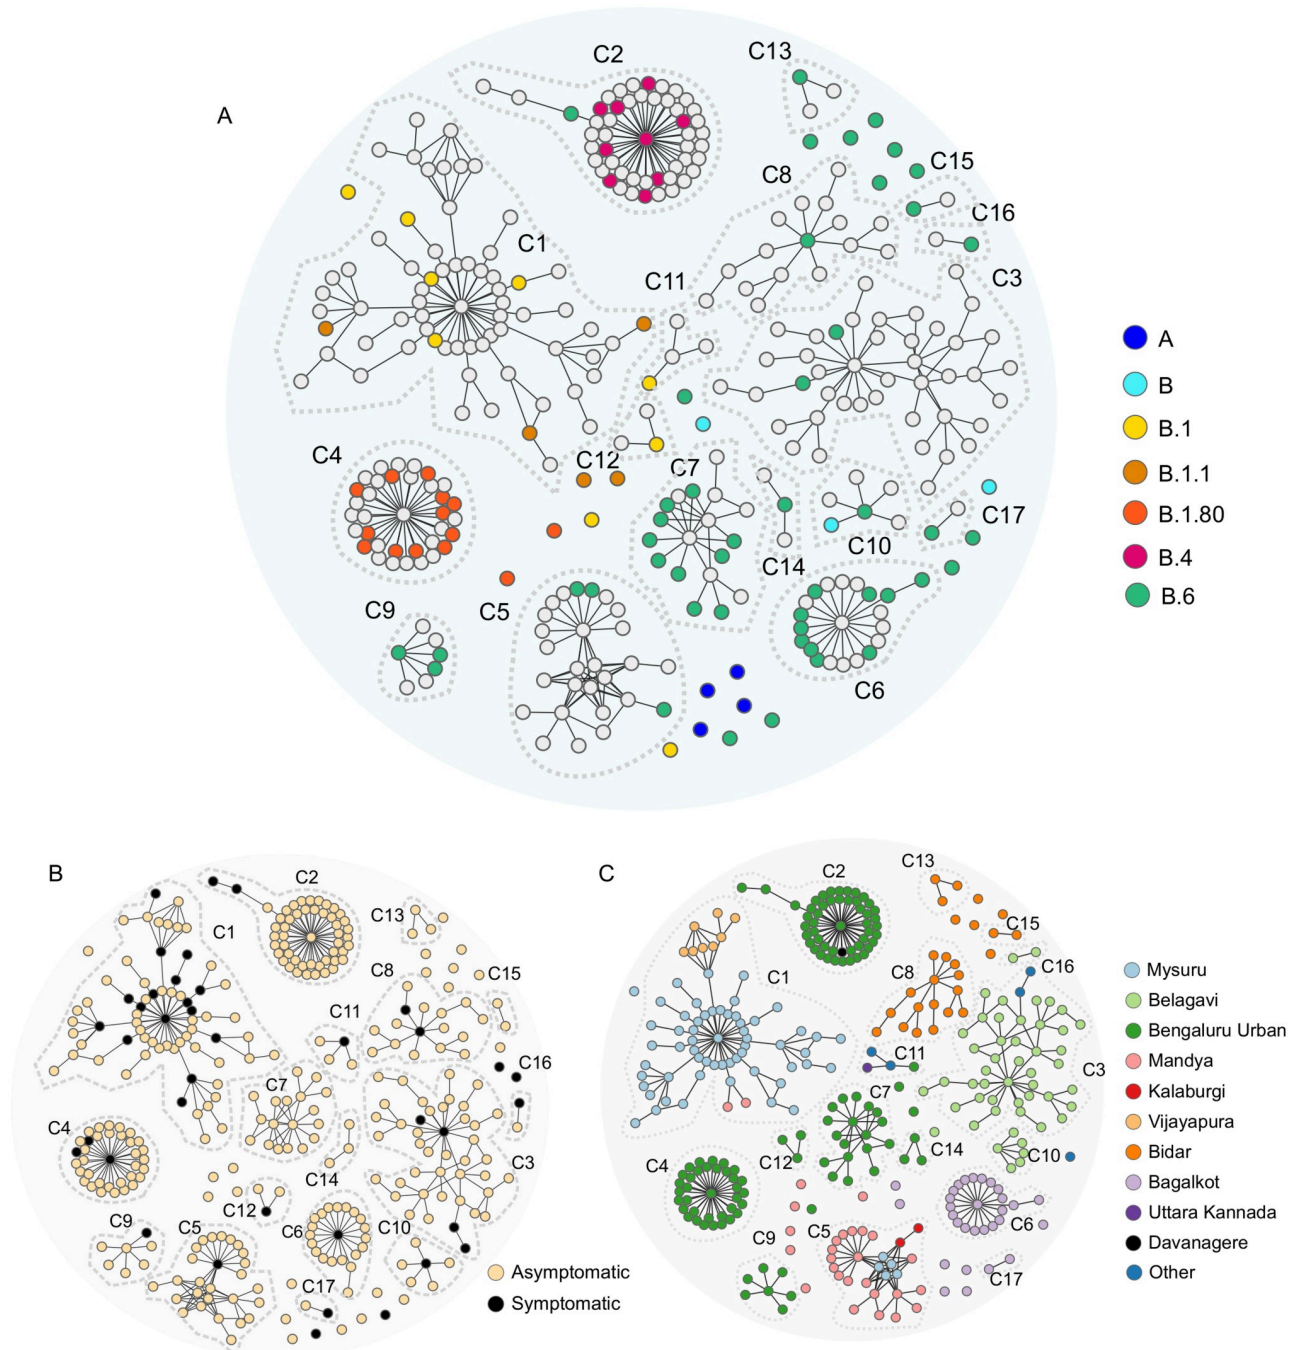 A
C2
C13
C8
C15
C16
C1
C11
C3
A
B
B.1
B.1.1
B.1.80
B.4
B.6
C4
C12
C7
C17
C10
C14
C9
C5
C6
B
C2
C13
C1
C8
C15
C11
C16
C7
C4
C3
C14
C12
C9
C5
C6
C10
C17
Asymptomatic
Symptomatic
C
C13
C2
C15
C1
C8
C16
C11
C3
C7
C12
C14
C10
C4
C9
C5
C6
C17
Mysuru
Belagavi
Bengaluru Urban
Mandya
Kalaburgi
Vijayapura
Bidar
Bagalkot
Uttara Kannada
Davanagere
Other